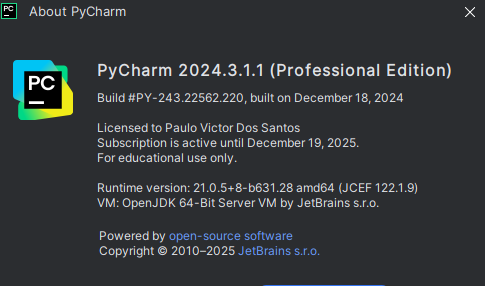 PC
About PyCharm
PC
PyCharm 2024.3.1.1 (Professional Edition)
Build #PY-243.22562.220, built on December 18, 2024
Licensed to Paulo Victor Dos Santos
Subscription is active until December 19, 2025.
For educational use only.
Runtime version: 21.0.5+8-b631.28 amd64 (JCEF 122.1.9)
VM: OpenJDK 64-Bit Server VM by JetBrains s.r.o.
Powered by open-source software
Copyright © 2010–2025 JetBrains s.r.o.